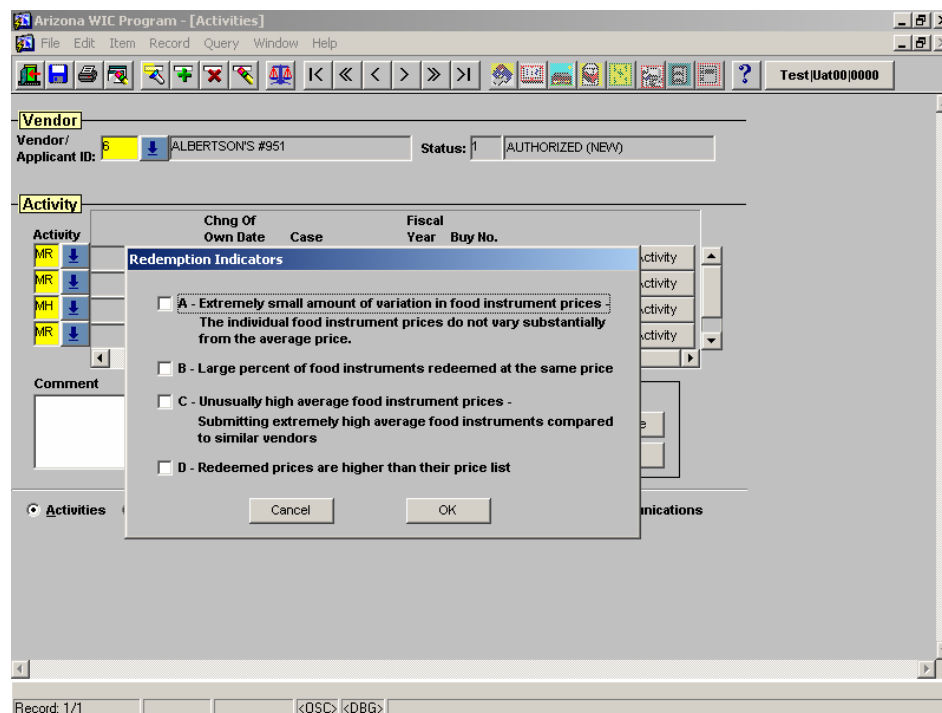 Arizona WIC Program - [Activities]
File Edit Item Record Query Window Help
? Test|Uat00|0000
Vendor
Vendor/
Applicant ID: 6 ALBERTSON'S #951 Status: 1 AUTHORIZED (NEW)
Activity
Chng Of Fiscal
Activity Own Date Case Year Buy No.
MR
Redemption Indicators
MR
MH
MR
A - Extremely small amount of variation in food instrument prices -
The individual food instrument prices do not vary substantially
from the average price.
B - Large percent of food instruments redeemed at the same price
C - Unusually high average food instrument prices -
Submitting extremely high average food instruments compared
to similar vendors
D - Redeemed prices are higher than their price list
Cancel OK
Comment
Activities
Record: 1/1 <OSC> <DBG>